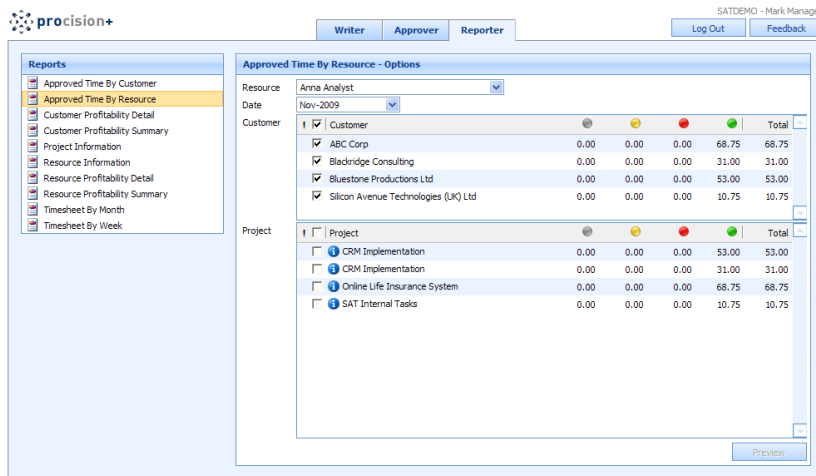 SATDEMO - Mark Manage
procision+
Writer Approver Reporter
Log Out Feedback
Reports
Approved Time By Customer
Approved Time By Resource
Customer Profitability Detail
Customer Profitability Summary
Project Information
Resource Information
Resource Profitability Detail
Resource Profitability Summary
Timesheet By Month
Timesheet By Week
Approved Time By Resource - Options
Resource Anna Analyst
Date Nov-2009
Customer ! Customer Total
ABC Corp 0.00 0.00 0.00 68.75 68.75
Blackridge Consulting 0.00 0.00 0.00 31.00 31.00
Bluestone Productions Ltd 0.00 0.00 0.00 53.00 53.00
Silicon Avenue Technologies (UK) Ltd 0.00 0.00 0.00 10.75 10.75
Project ! Project Total
CRM Implementation 0.00 0.00 0.00 53.00 53.00
CRM Implementation 0.00 0.00 0.00 31.00 31.00
Online Life Insurance System 0.00 0.00 0.00 68.75 68.75
SAT Internal Tasks 0.00 0.00 0.00 10.75 10.75
Preview